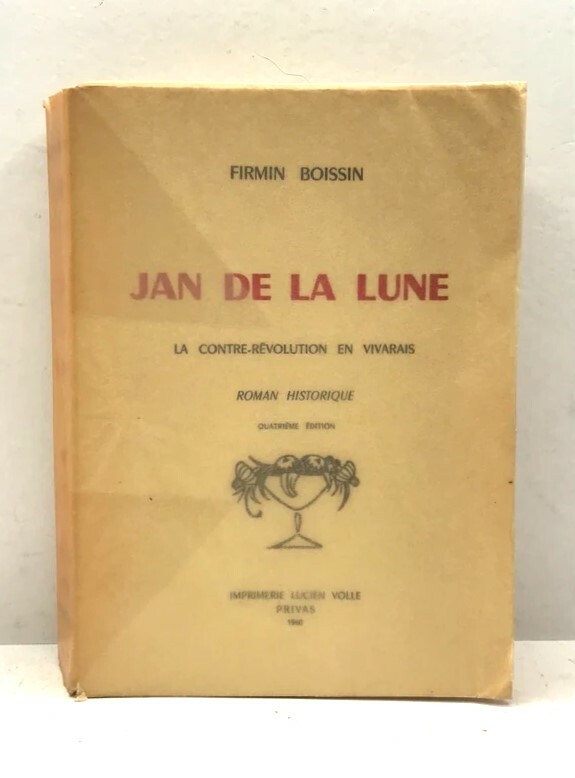 FIRMIN BOISSIN
JAN DE LA LUNE
LA CONTRE-RÉVOLUTION EN VIVARAIS
ROMAN HISTORIQUE
QUATRIÈME ÉDITION
IMPRIMERIE LUCIEN VOLLE
PRIVAS
1960